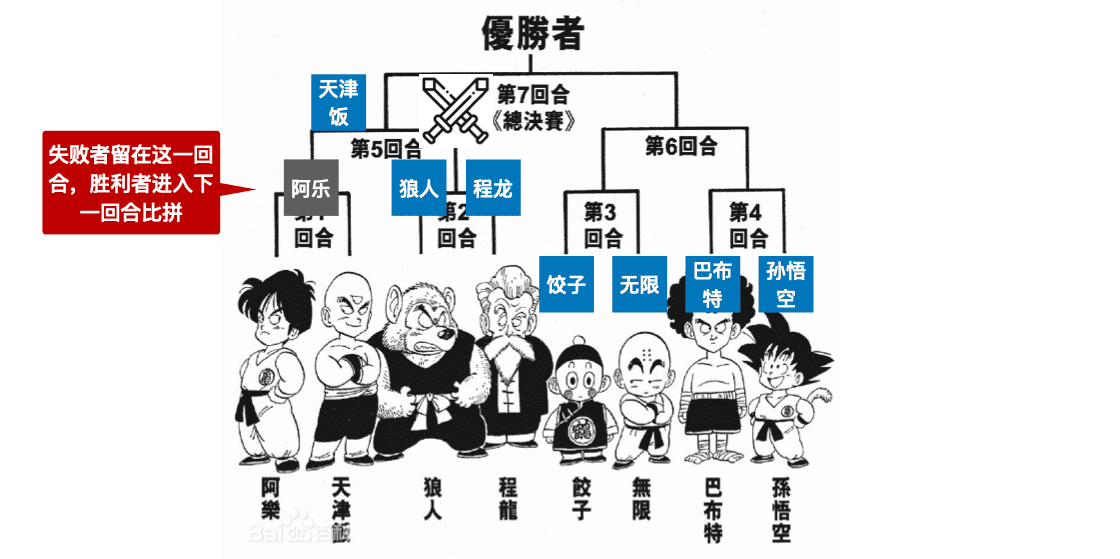 優勝者
天津
饭
第7回合
《總決賽》
第5回合
第6回合
失败者留在这一回
合，胜利者进入下
一回合比拼
阿乐
狼人
程龙
第1
回合
第2
回合
第3
回合
第4
回合
饺子
无限
巴布
特
孙悟
空
阿樂
天津飯
狼人
程龍
餃子
無限
巴布特
孫悟空
Bai百科